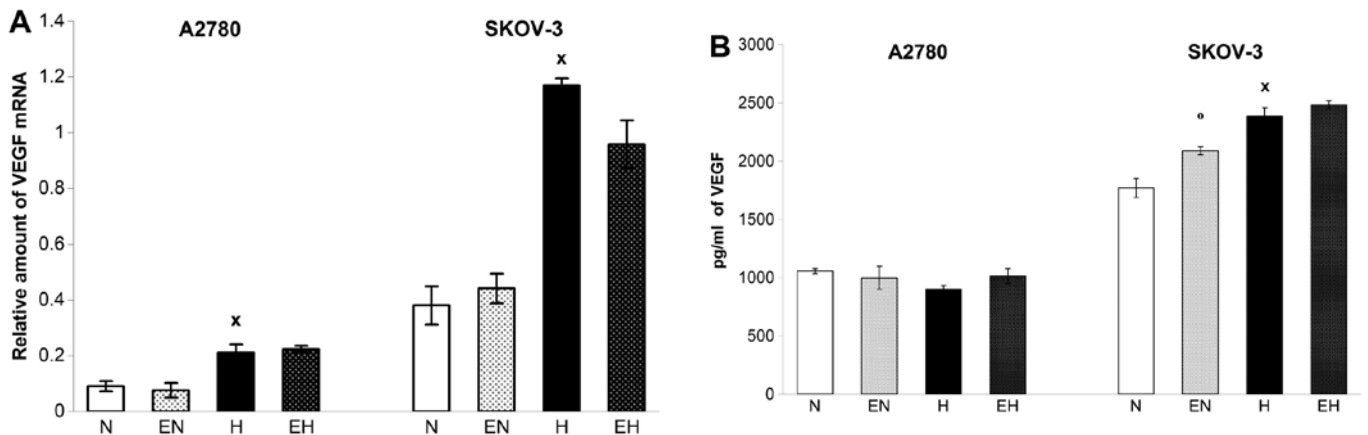 A
A2780
SKOV-3
Relative amount of VEGF mRNA
1.4
1.2
1
0.8
0.6
0.4
0.2
0
x
x
N
EN
H
EH
N
EN
H
EH
B
A2780
SKOV-3
pg/ml of VEGF
3000
2500
2000
1500
1000
500
0
o
x
N
EN
H
EH
N
EN
H
EH